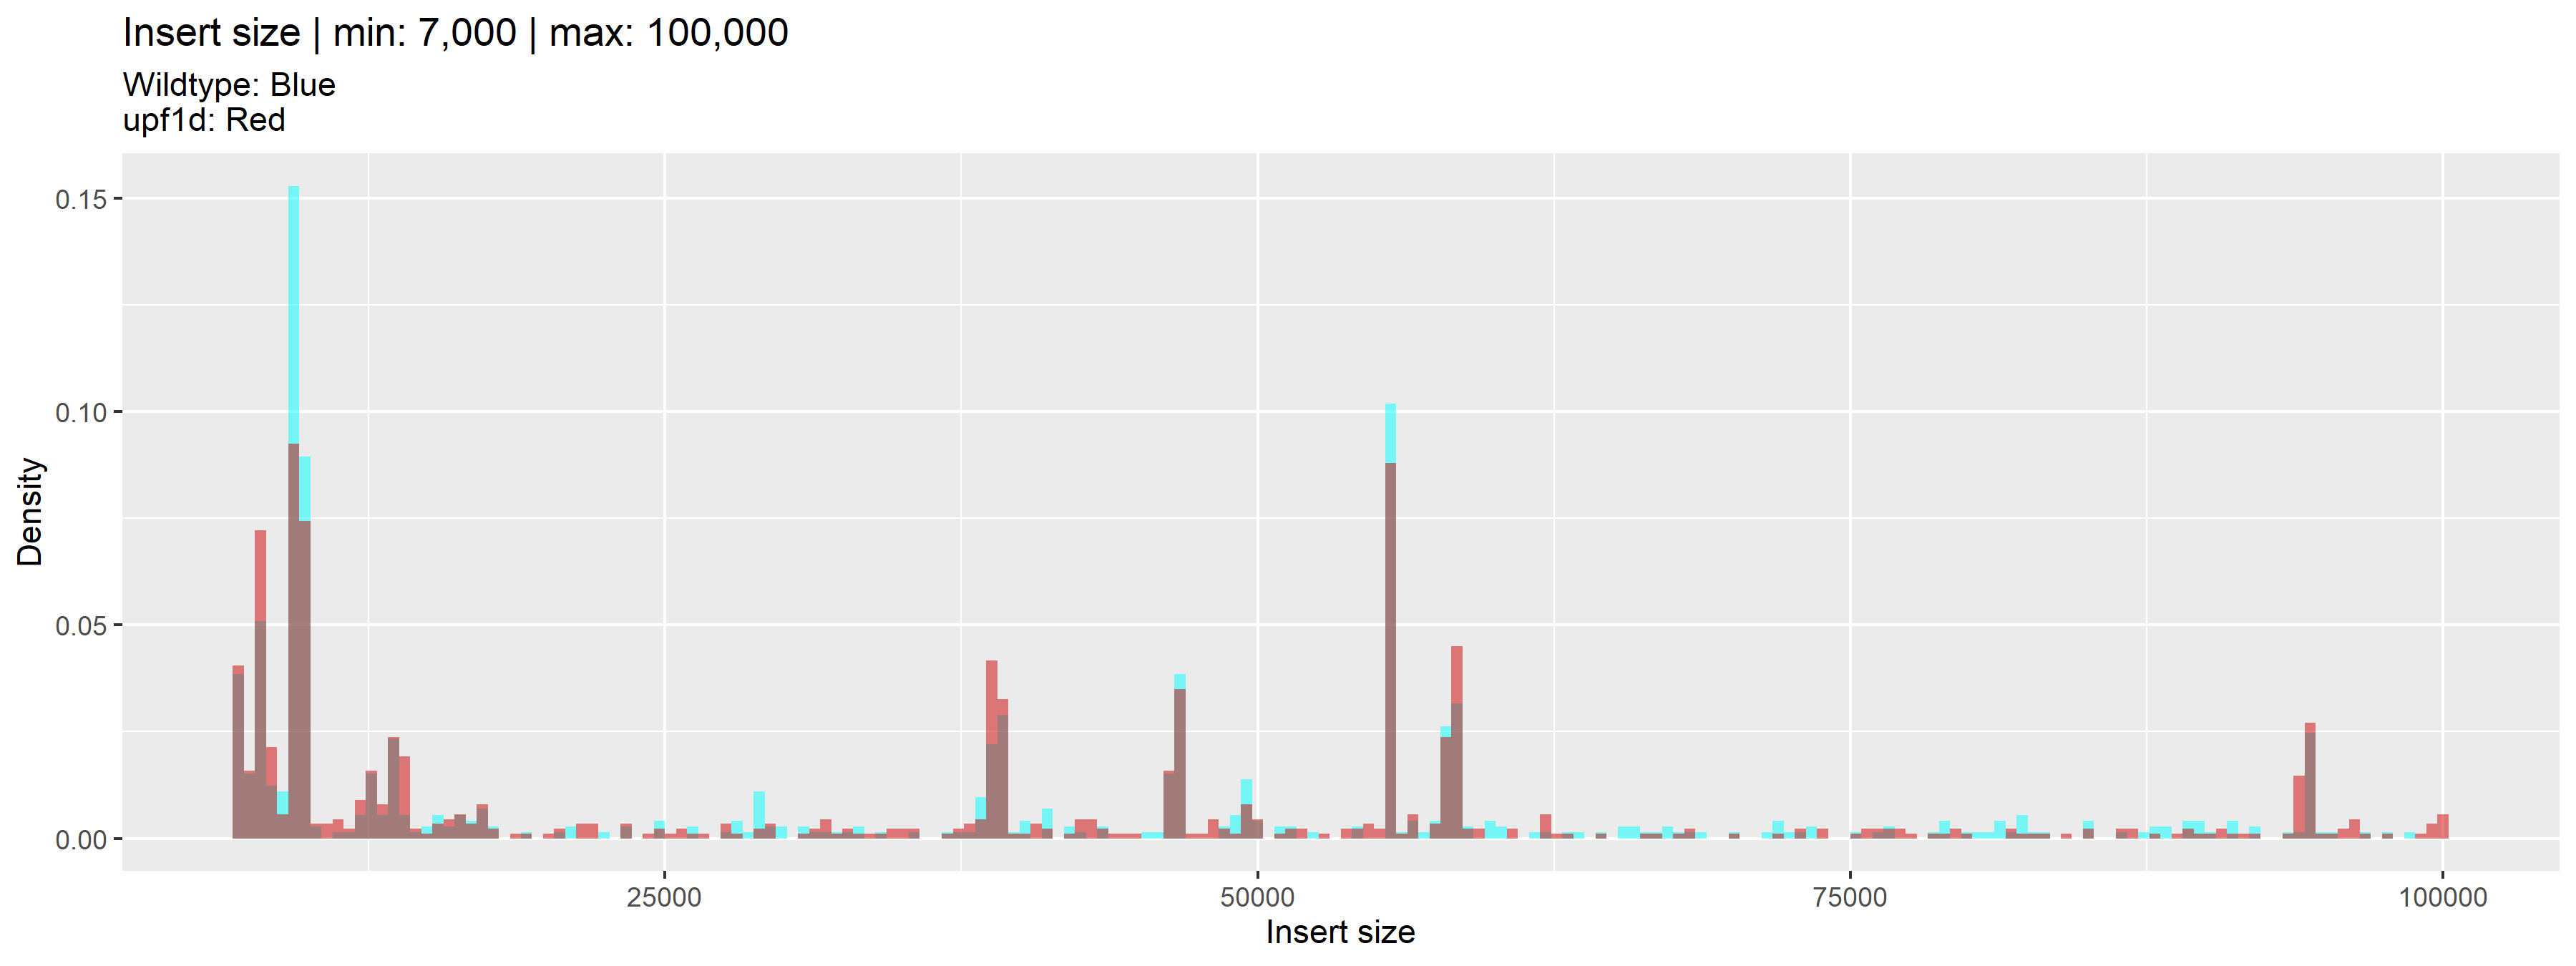 Insert size | min: 7,000 | max: 100,000
Wildtype: Blue
upf1d: Red
0.15
0.10
0.05
0.00
Density
25000
50000
75000
100000
Insert size